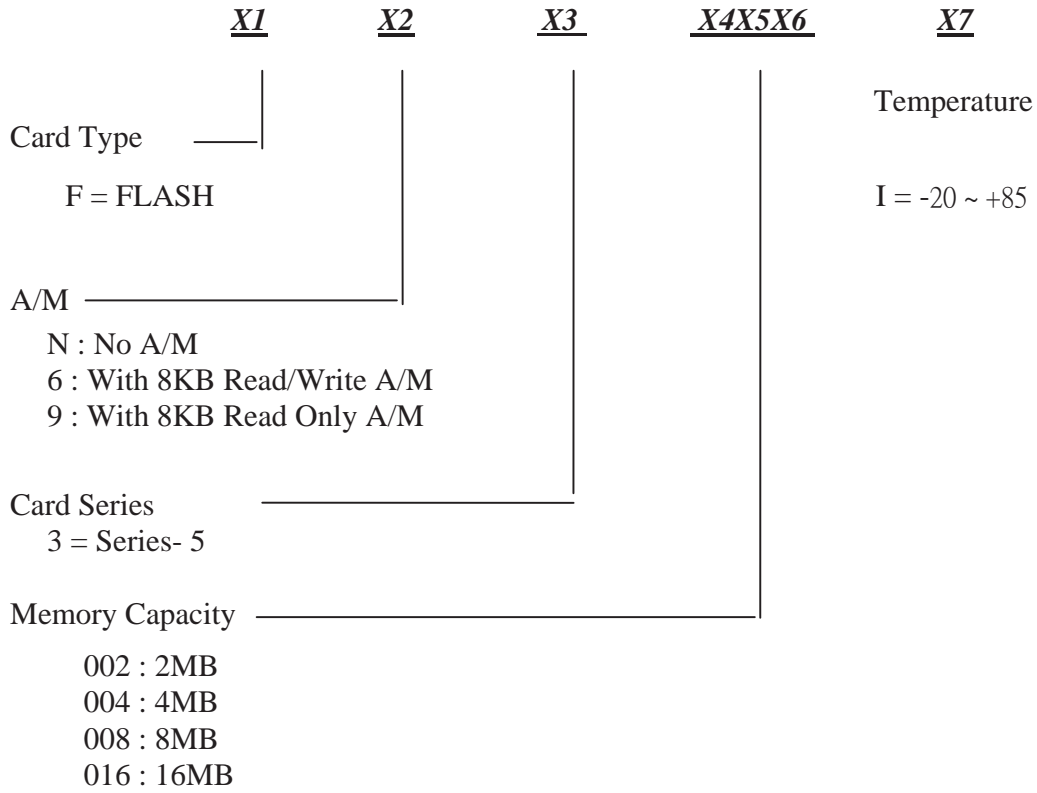 X1 X2 X3 X4X5X6 X7
Temperature
Card Type
F = FLASH
I = -20 ~ +85
A/M
N : No A/M
6 : With 8KB Read/Write A/M
9 : With 8KB Read Only A/M
Card Series
3 = Series- 5
Memory Capacity
002 : 2MB
004 : 4MB
008 : 8MB
016 : 16MB